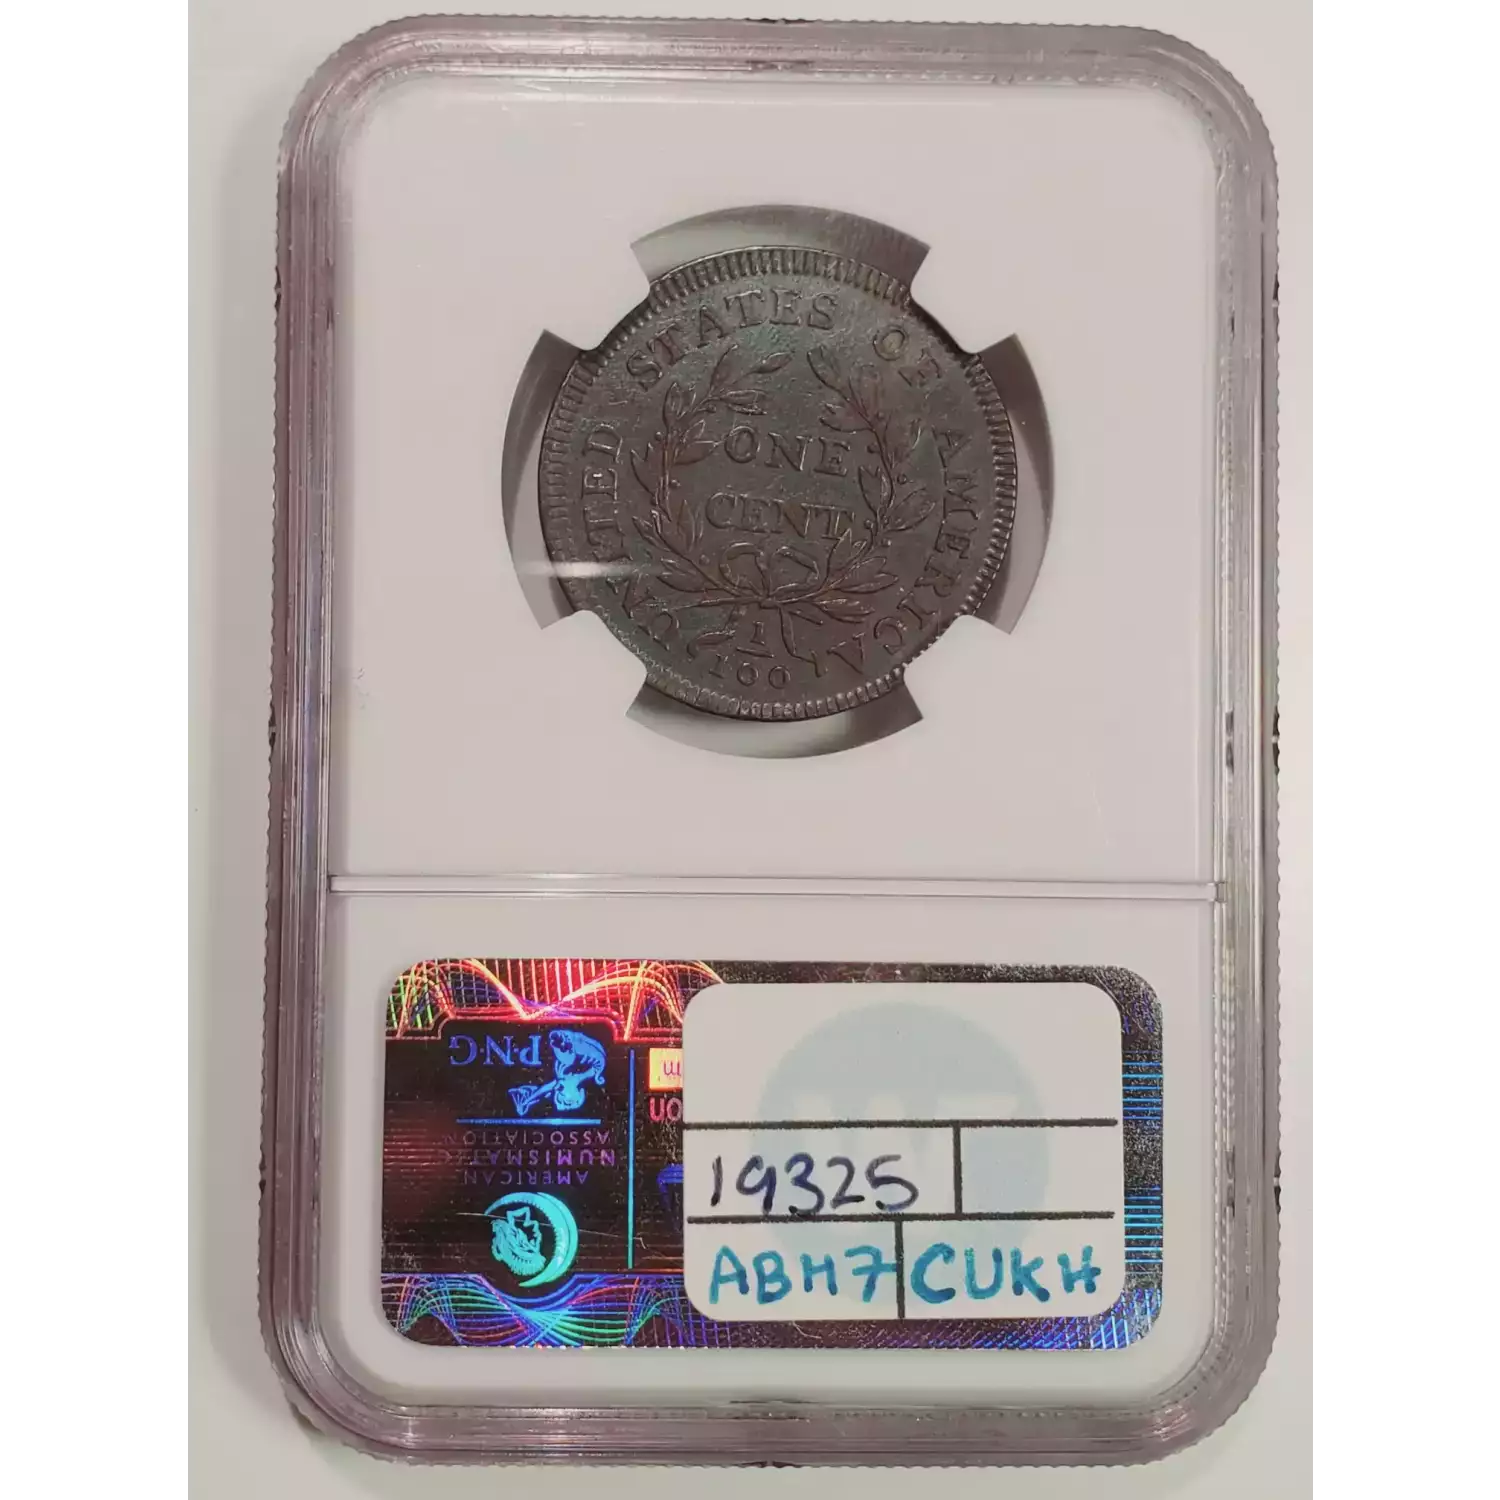 UNITED STATES OF AMERICA
ONE
CENT
1
100
P·N·G
AMERICAN
NUMISMATIC
ASSOCIATION
19325
ABH7 CUKH